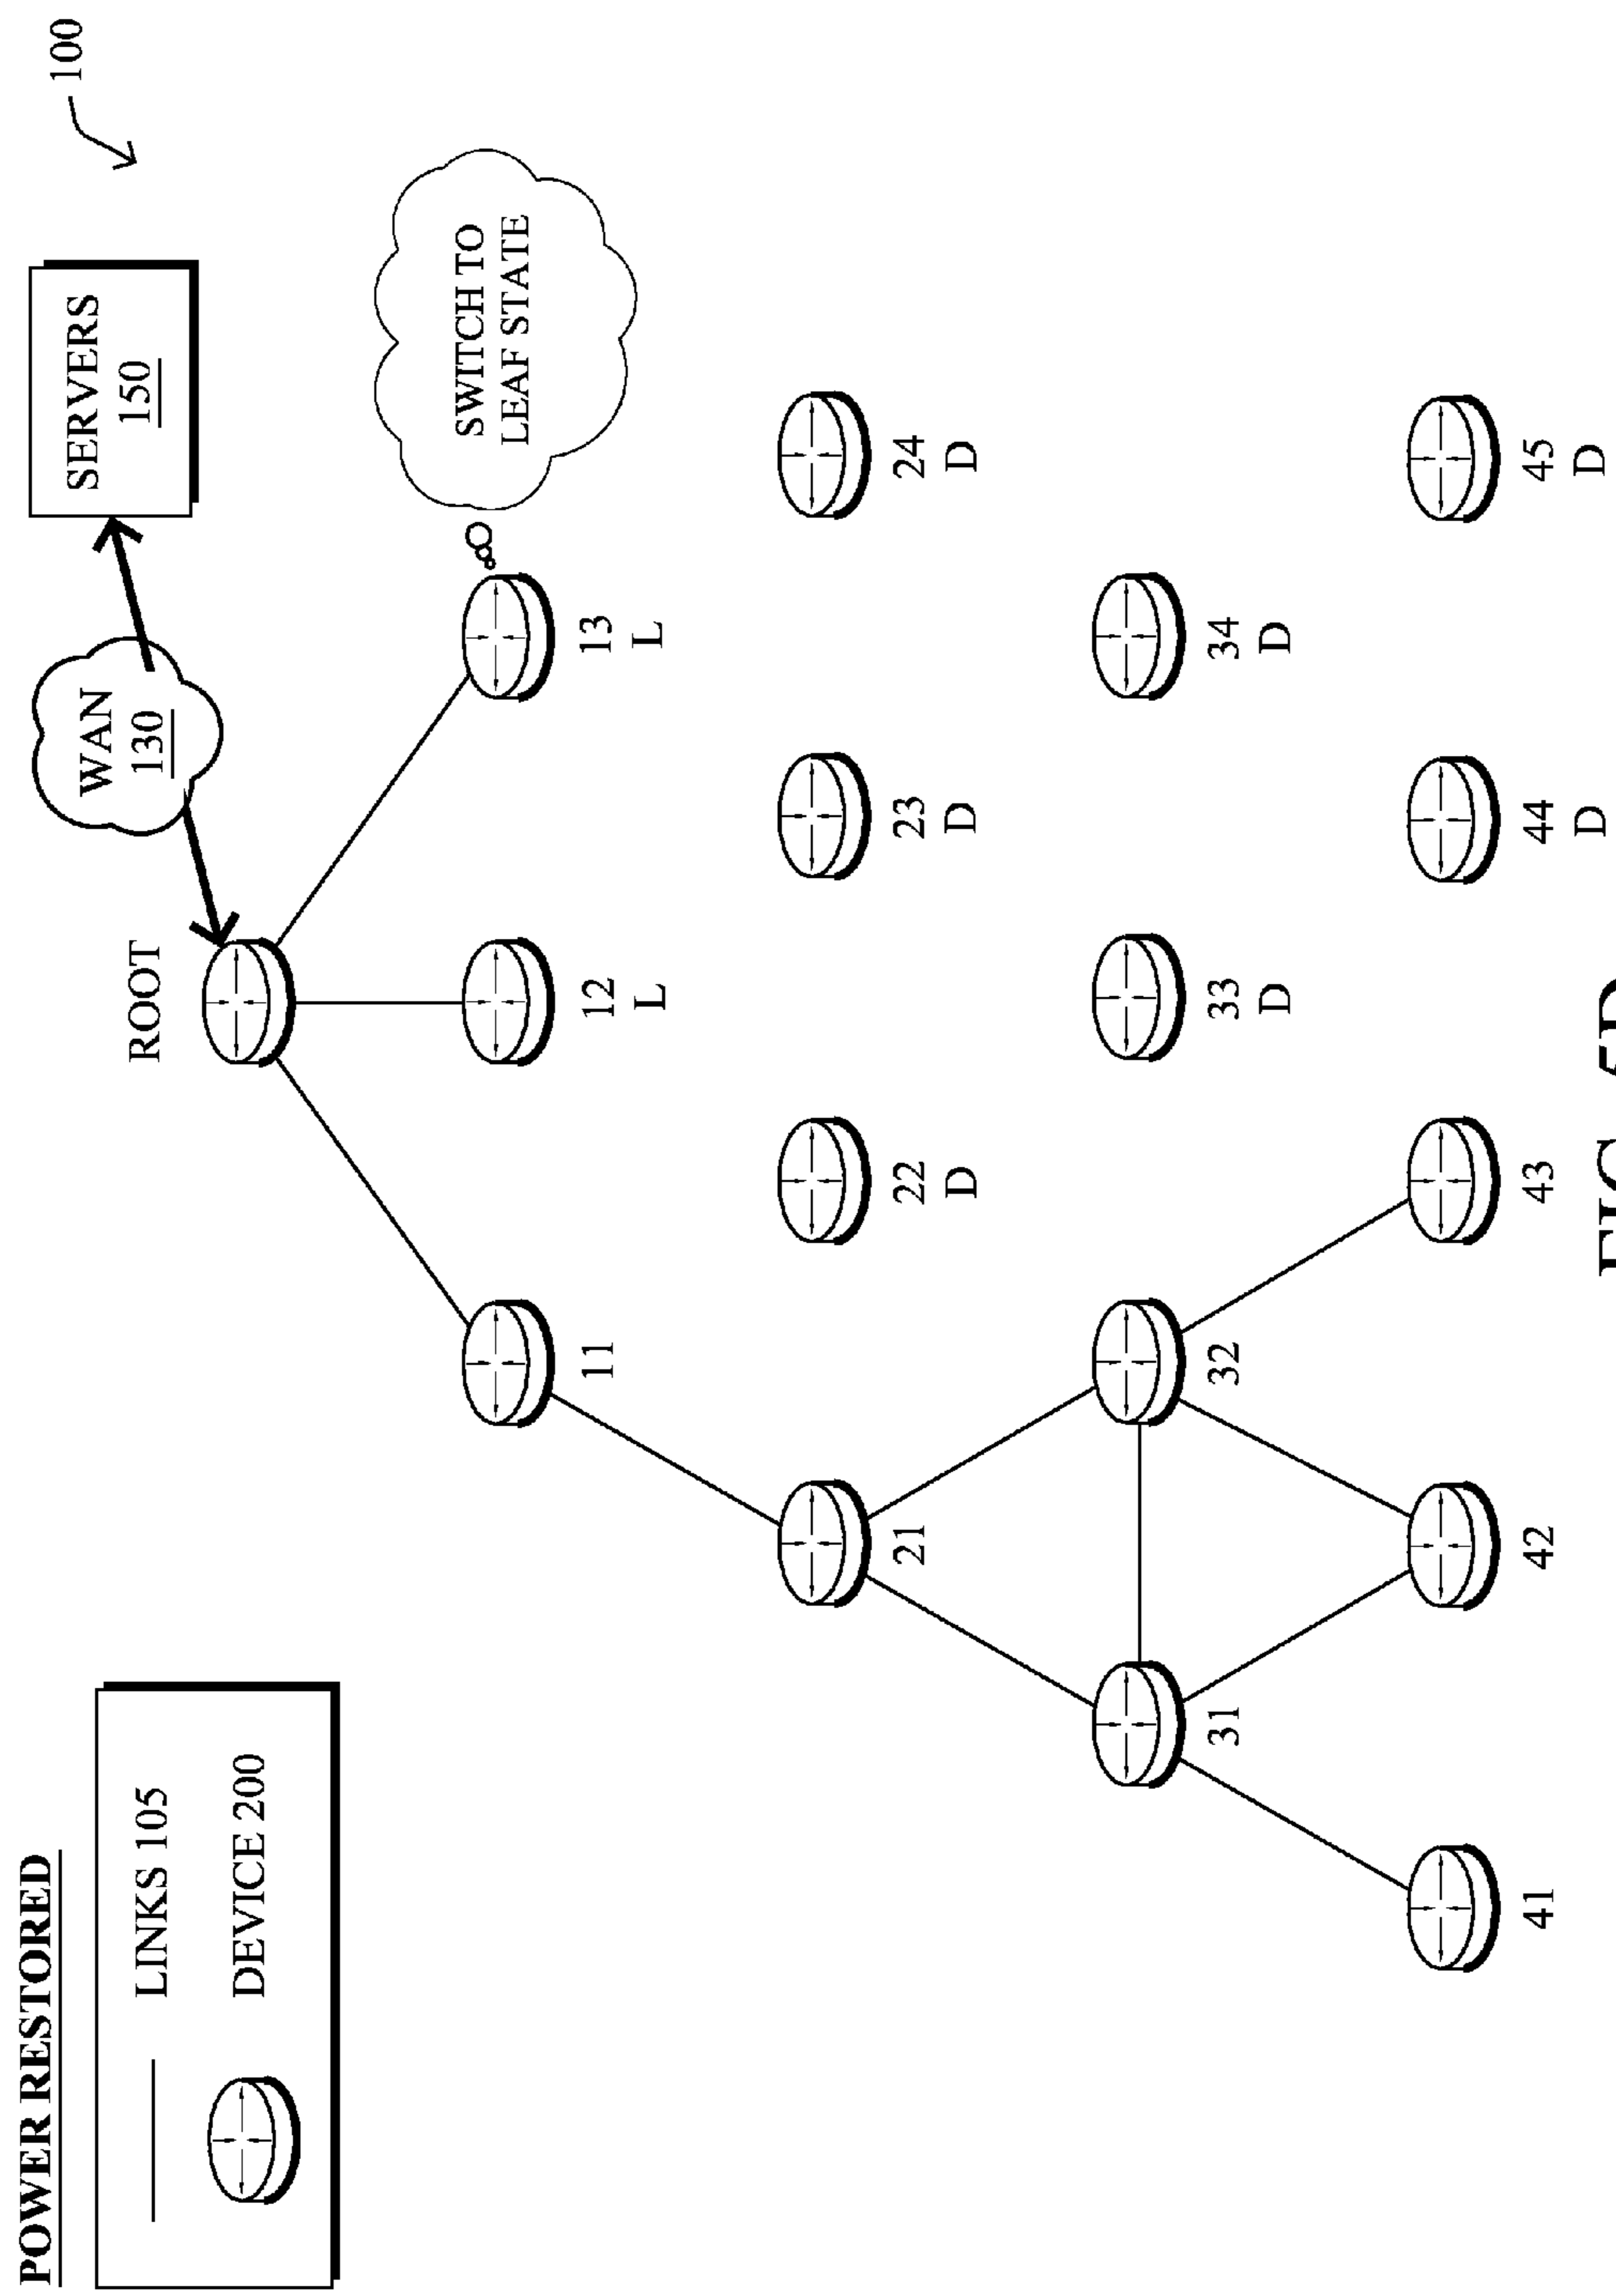 POWER RESTORED
LINKS 105
DEVICE 200
100
SERVERS
150
WAN
130
ROOT
SWITCH TO
LEAF STATE
11
12
L
13
L
21
22
D
23
D
24
D
31
32
33
D
34
D
41
42
43
44
D
45
D
FIG.